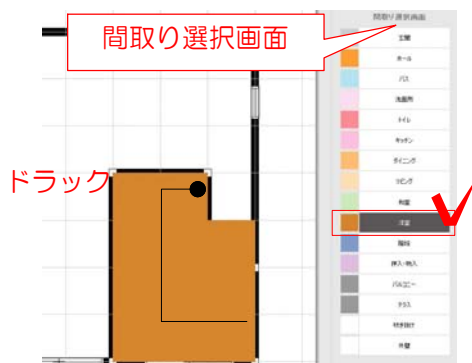 間取り選択画面
間取り選択画面
玄関
ホール
バス
洗面所
トイレ
キッチン
ダイニング
リビング
和室
ドラック
洋室
階段
押入・物入
バルコニー
テラス
吹き抜け
外壁